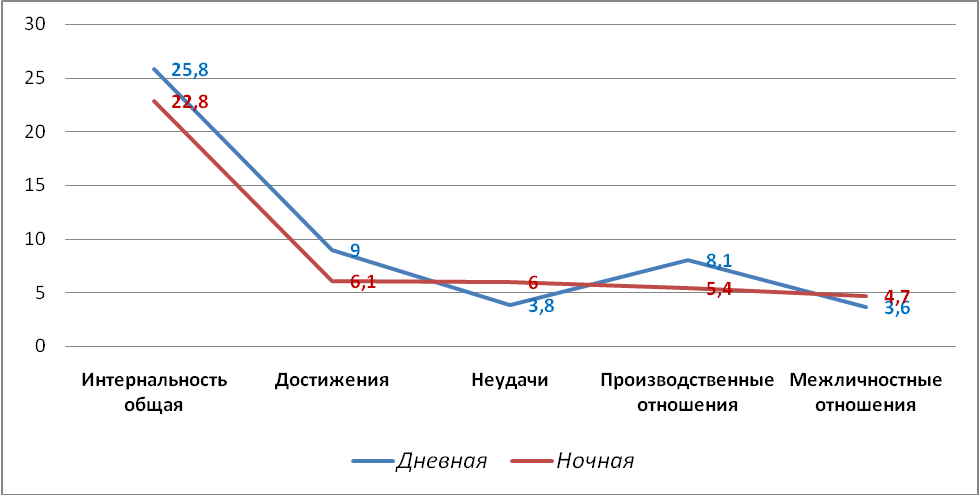 30
25,8
25
22,8
20
15
10
9
8,1
6,1
6
5,4
5
4,7
3,8
3,6
0
Интернальность общая
Достижения
Неудачи
Производственные отношения
Межличностные отношения
Дневная
Ночная